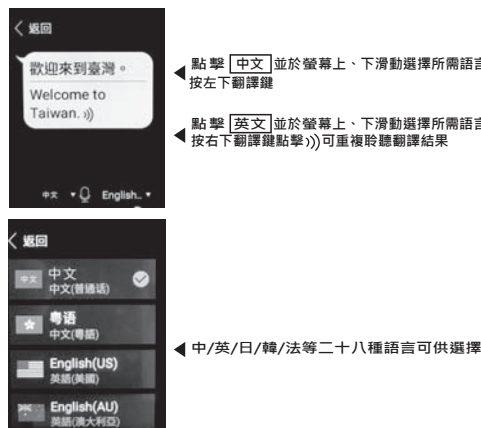 返回
歡迎來到臺灣。
Welcome to
Taiwan.
中文 English..
點擊 中文 並於螢幕上、下滑動選擇所需語言
按左下翻譯鍵
點擊 英文 並於螢幕上、下滑動選擇所需語言
按右下翻譯鍵點擊 ))) 可重複聆聽翻譯結果
返回
中文
中文
中文(普通话)
粤语
中文(粵語)
English(US)
英語(美國)
English(AU)
英語(澳大利亞)
中/英/日/韓/法等二十八種語言可供選擇